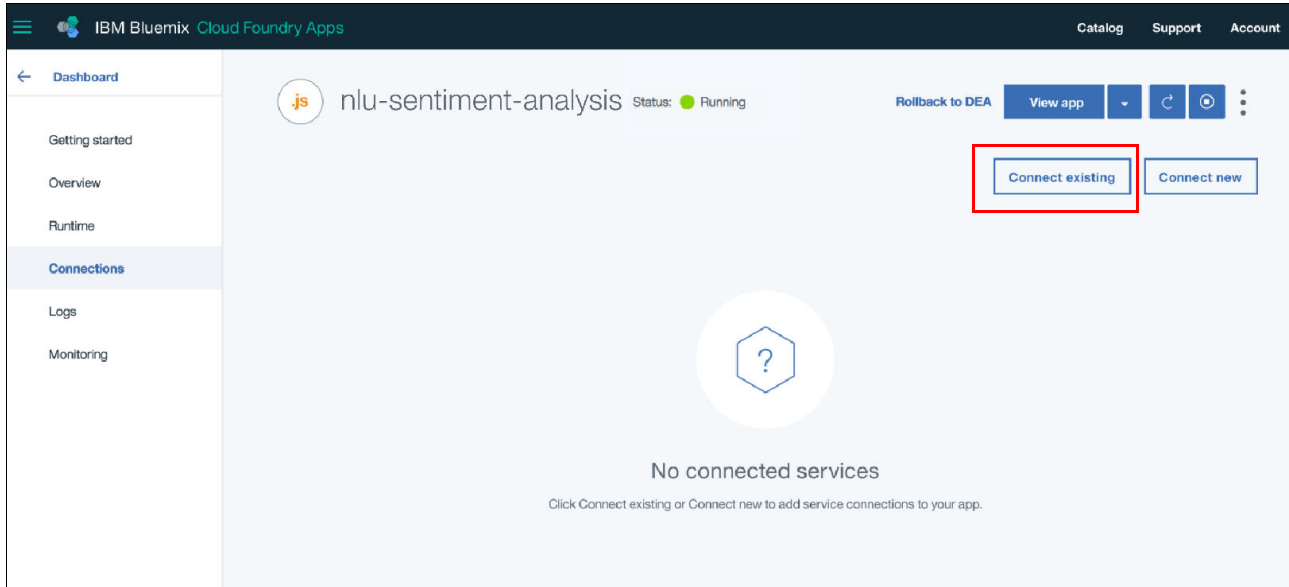 IBM Bluemix Cloud Foundry Apps Catalog Support Account
Dashboard
.js nlu-sentiment-analysis Status: Running Rollback to DEA View app
Getting started
Connect existing Connect new
Overview
Runtime
Connections
Logs
Monitoring
?
No connected services
Click Connect existing or Connect new to add service connections to your app.